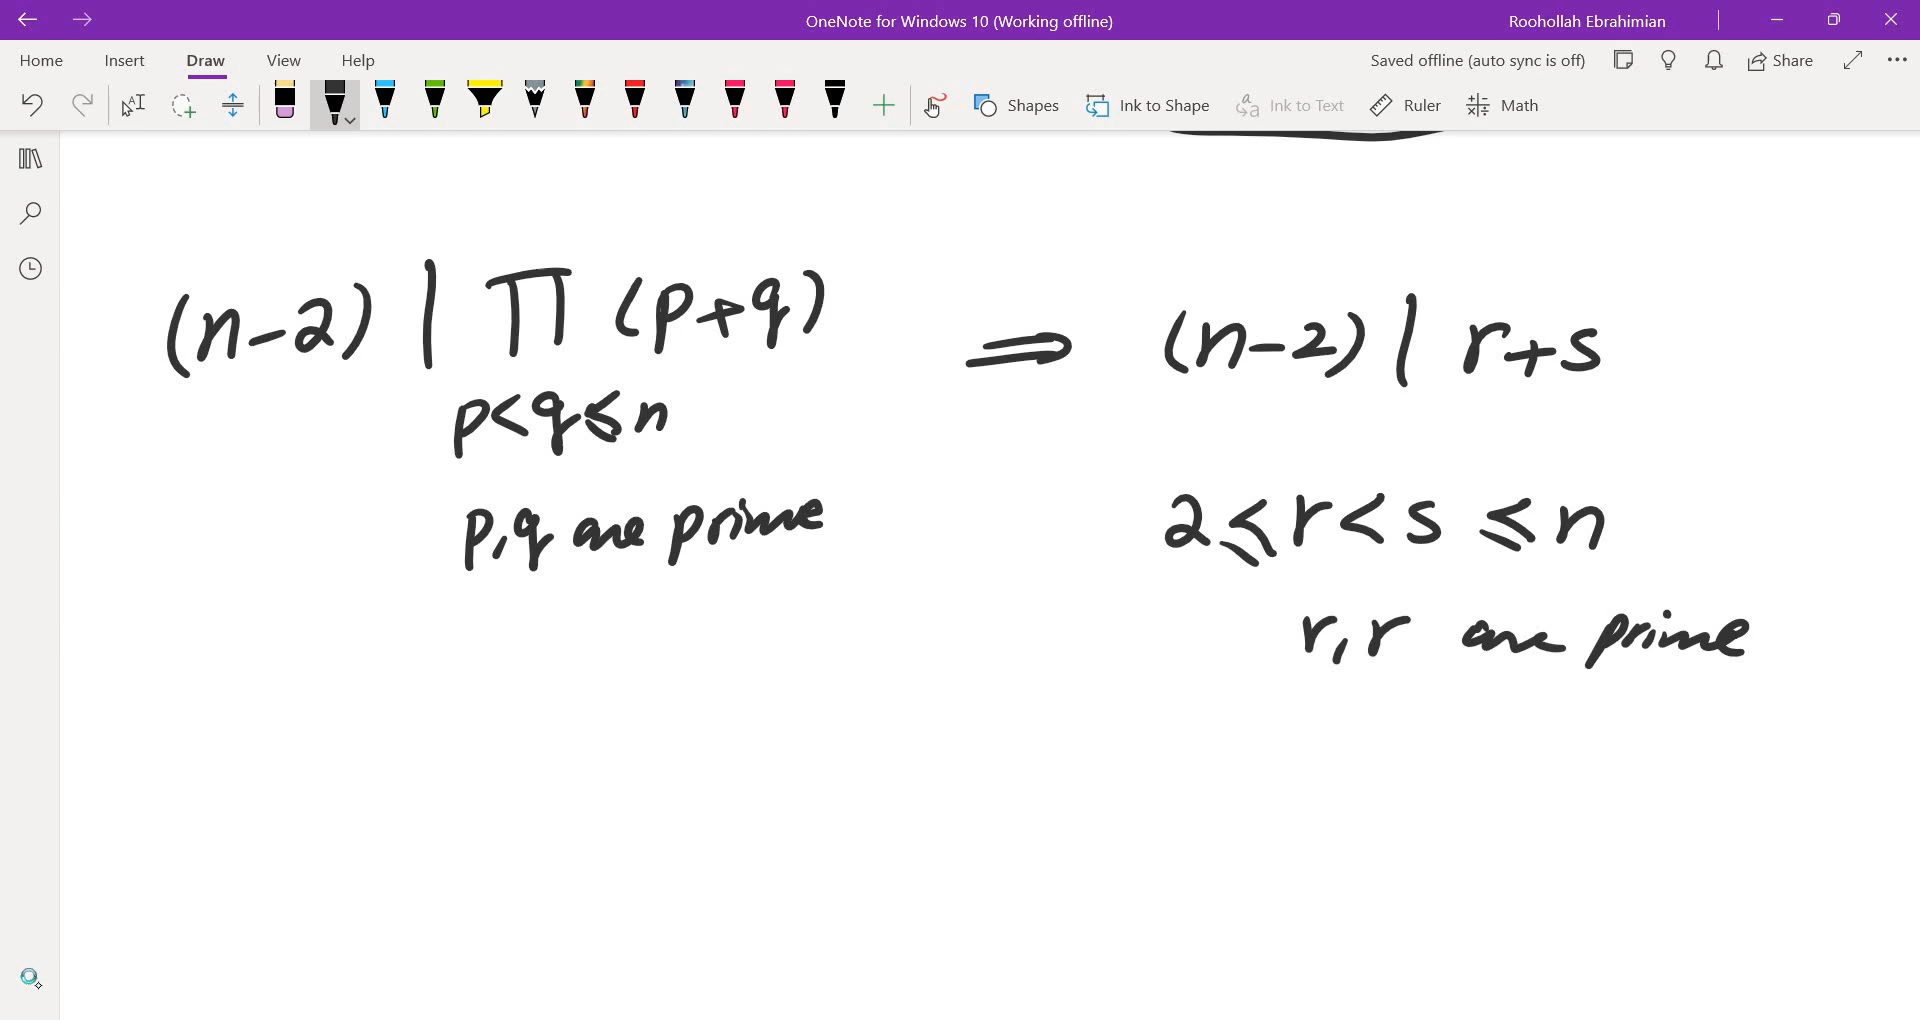 OneNote for Windows 10 (Working offline)
Roohollah Ebrahimian
Home Insert Draw View Help
Saved offline (auto sync is off) Share
Shapes Ink to Shape Ink to Text Ruler Math
(n-2) | ∏ (p+q) ⟹ (n-2) | r+s
p<q≤n
p,q are prime
2≤r<s≤n
r,r are prime